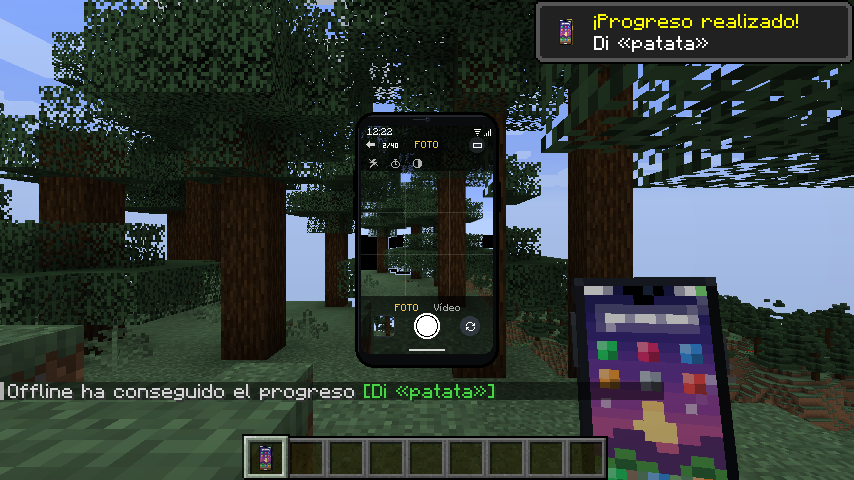 ¡Progreso realizado!
Di «patata»
12:22
2/40 FOTO
FOTO Vídeo
Offline ha conseguido el progreso [Di «patata»]